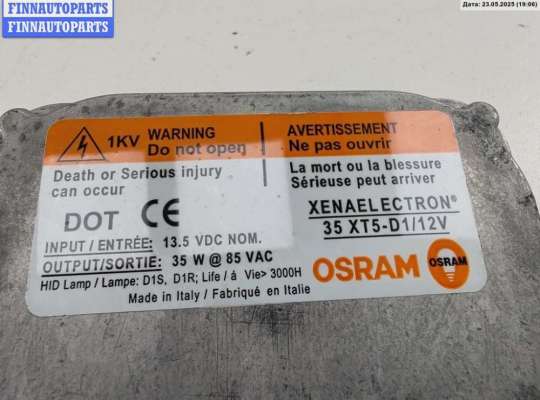 FINNAUTOPARTS
FINNAUTOPARTS
FINNAUTOPARTS
Дата: 23.05.2025 (19:06)
1KV WARNING
Do not open
AVERTISSEMENT
Ne pas ouvrir
Death or Serious injury
can occur
La mort ou la blessure
Sérieuse peut arriver
DOT CE
XENAELECTRON®
35 XT5-D1/12V
INPUT / ENTRÉE: 13.5 VDC NOM.
OUTPUT/SORTIE: 35 W @ 85 VAC
HID Lamp / Lampe: D1S, D1R; Life / à Vie> 3000H
Made in Italy / Fabriqué en Italie
OSRAM
OSRAM